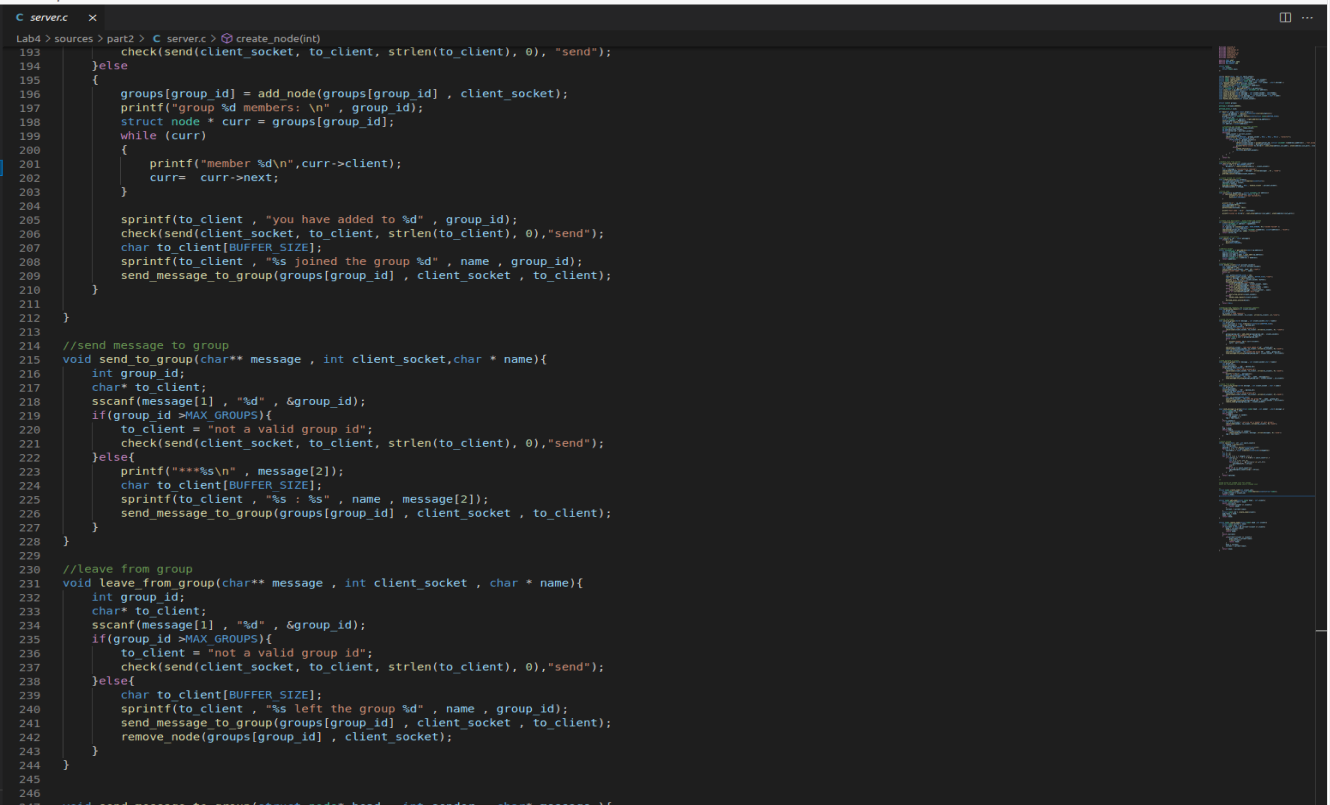 C server.c ×
Lab4 > sources > part2 > C server.c > create_node(int)
193 check(send(client_socket, to_client, strlen(to_client), 0), "send");
194 }else
195 {
196 groups[group_id] = add_node(groups[group_id] , client_socket);
197 printf("group %d members: \n" , group_id);
198 struct node * curr = groups[group_id];
199 while (curr)
200 {
201 printf("member %d\n",curr->client);
202 curr= curr->next;
203 }
204
205 sprintf(to_client , "you have added to %d" , group_id);
206 check(send(client_socket, to_client, strlen(to_client), 0),"send");
207 char to_client[BUFFER_SIZE];
208 sprintf(to_client , "%s joined the group %d" , name , group_id);
209 send_message_to_group(groups[group_id] , client_socket , to_client);
210 }
211
212 }
213
214 //send message to group
215 void send_to_group(char** message , int client_socket,char * name){
216 int group_id;
217 char* to_client;
218 sscanf(message[1] , "%d" , &group_id);
219 if(group_id >MAX_GROUPS){
220 to_client = "not a valid group id";
221 check(send(client_socket, to_client, strlen(to_client), 0),"send");
222 }else{
223 printf("***%s\n" , message[2]);
224 char to_client[BUFFER_SIZE];
225 sprintf(to_client , "%s : %s" , name , message[2]);
226 send_message_to_group(groups[group_id] , client_socket , to_client);
227 }
228 }
229
230 //leave from group
231 void leave_from_group(char** message , int client_socket , char * name){
232 int group_id;
233 char* to_client;
234 sscanf(message[1] , "%d" , &group_id);
235 if(group_id >MAX_GROUPS){
236 to_client = "not a valid group id";
237 check(send(client_socket, to_client, strlen(to_client), 0),"send");
238 }else{
239 char to_client[BUFFER_SIZE];
240 sprintf(to_client , "%s left the group %d" , name , group_id);
241 send_message_to_group(groups[group_id] , client_socket , to_client);
242 remove_node(groups[group_id] , client_socket);
243 }
244 }
245
246